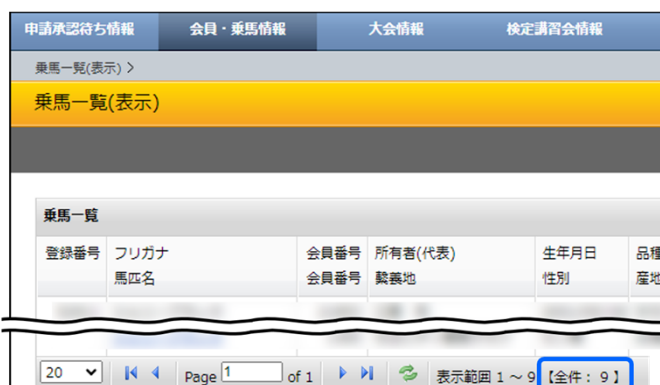 申請承認待ち情報 会員・乗馬情報 大会情報 検定講習会情報
乗馬一覧(表示) >
乗馬一覧(表示)
乗馬一覧
登録番号 フリガナ 会員番号 所有者(代表) 生年月日 品種
馬匹名 会員番号 繋養地 性別 産地
20 Page 1 of 1 表示範囲 1 ~ 9 【全件: 9 】